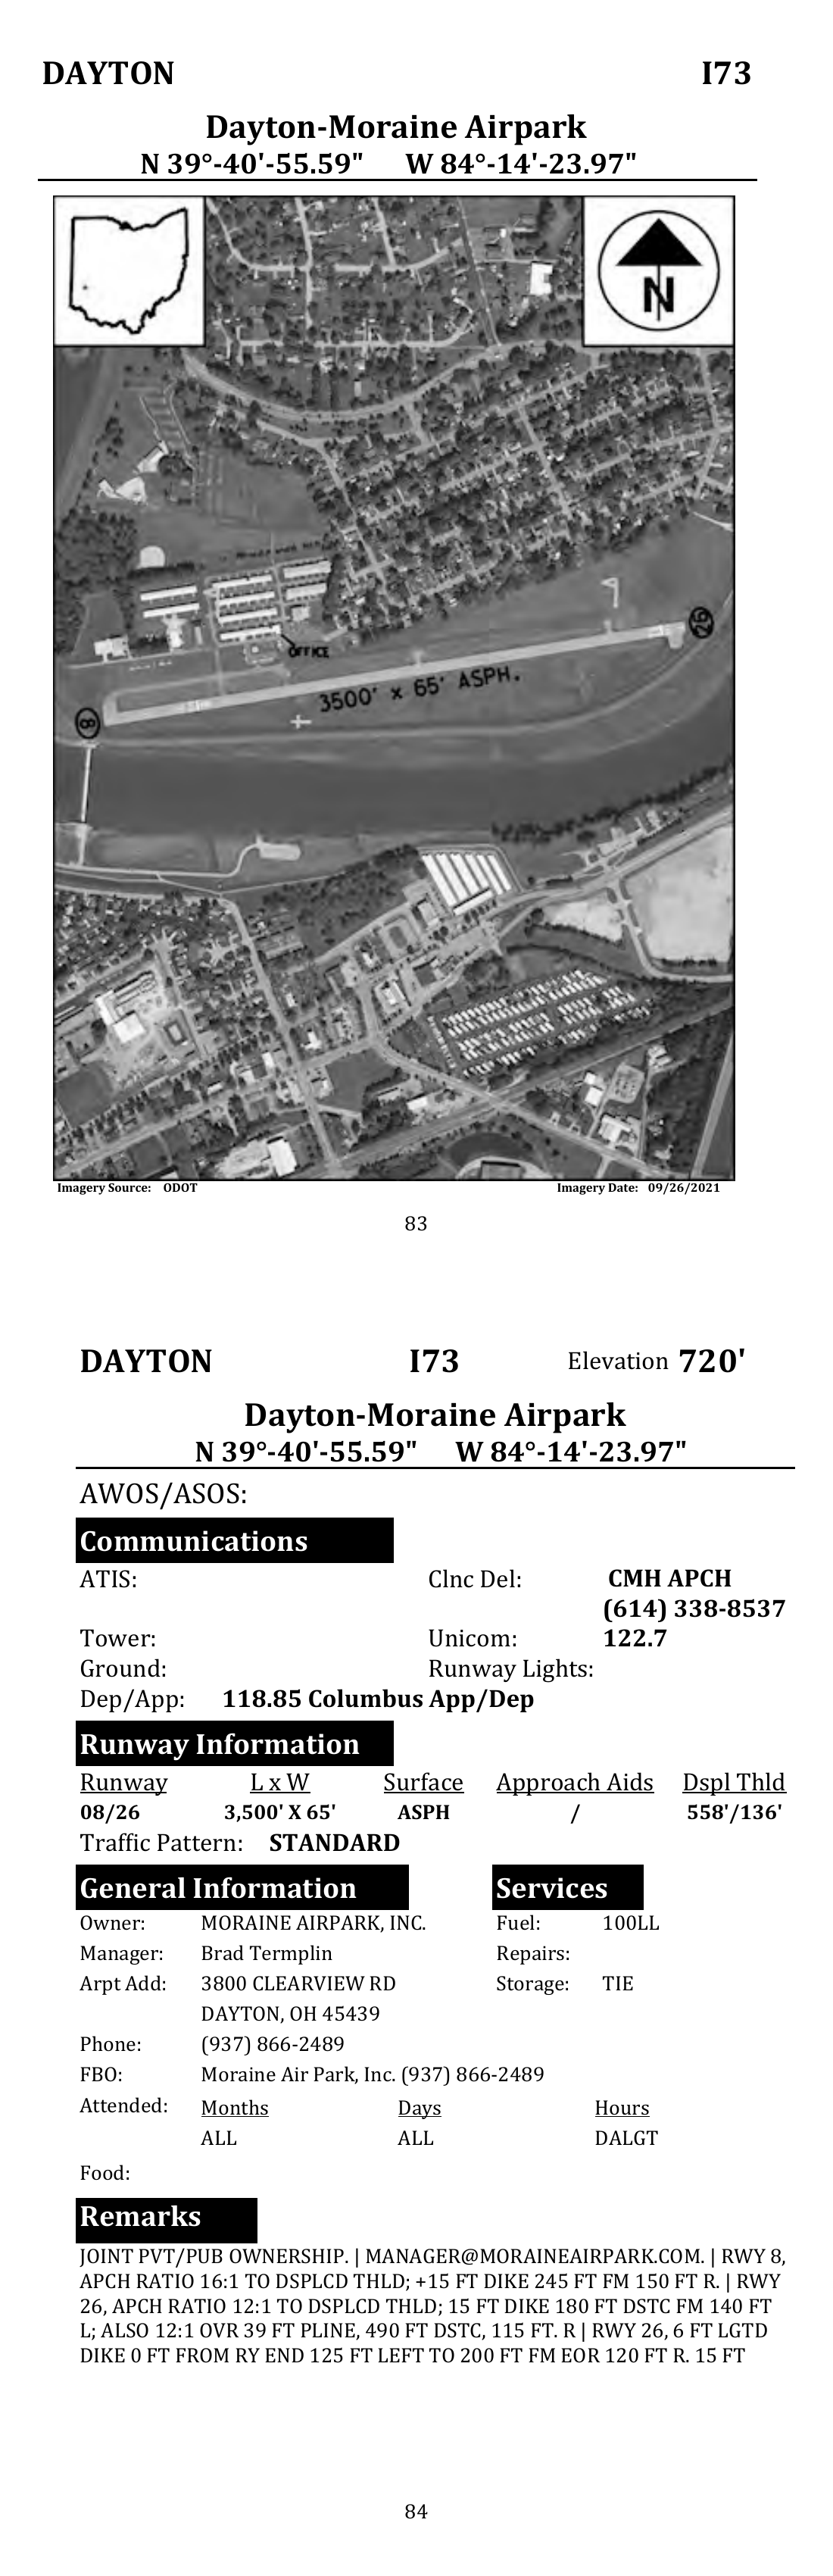 DAYTON I73
Dayton-Moraine Airpark
N 39°-40'-55.59" W 84°-14'-23.97"
N
OFFICE
26
3500' x 65' ASPH.
8
Imagery Source: ODOT Imagery Date: 09/26/2021
83
DAYTON I73 Elevation 720'
Dayton-Moraine Airpark
N 39°-40'-55.59" W 84°-14'-23.97"
AWOS/ASOS:
Communications
ATIS: Clnc Del: CMH APCH
(614) 338-8537
Tower: Unicom: 122.7
Ground: Runway Lights:
Dep/App: 118.85 Columbus App/Dep
Runway Information
Runway L x W Surface Approach Aids Dspl Thld
08/26 3,500' X 65' ASPH / 558'/136'
Traffic Pattern: STANDARD
General Information Services
Owner: MORAINE AIRPARK, INC. Fuel: 100LL
Manager: Brad Termplin Repairs:
Arpt Add: 3800 CLEARVIEW RD Storage: TIE
DAYTON, OH 45439
Phone: (937) 866-2489
FBO: Moraine Air Park, Inc. (937) 866-2489
Attended: Months Days Hours
ALL ALL DALGT
Food:
Remarks
JOINT PVT/PUB OWNERSHIP. | MANAGER@MORAINEAIRPARK.COM. | RWY 8,
APCH RATIO 16:1 TO DSPLCD THLD; +15 FT DIKE 245 FT FM 150 FT R. | RWY
26, APCH RATIO 12:1 TO DSPLCD THLD; 15 FT DIKE 180 FT DSTC FM 140 FT
L; ALSO 12:1 OVR 39 FT PLINE, 490 FT DSTC, 115 FT. R | RWY 26, 6 FT LGTD
DIKE 0 FT FROM RY END 125 FT LEFT TO 200 FT FM EOR 120 FT R. 15 FT
84